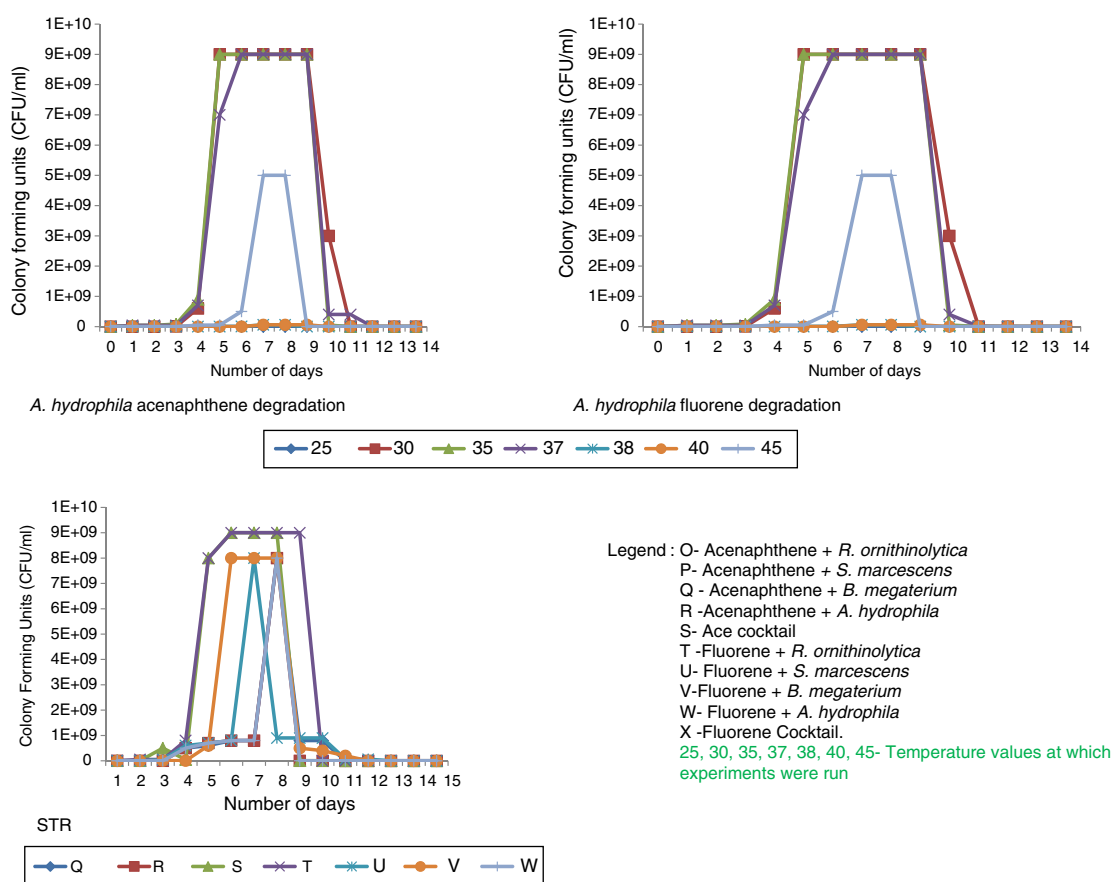 1E+10
9E+09
8E+09
7E+09
6E+09
5E+09
4E+09
3E+09
2E+09
1E+09
0
Colony forming units (CFU/ml)
0 1 2 3 4 5 6 7 8 9 10 11 12 13 14
Number of days
A. hydrophila acenaphthene degradation
1E+10
9E+09
8E+09
7E+09
6E+09
5E+09
4E+09
3E+09
2E+09
1E+09
0
Colony forming units (CFU/ml)
0 1 2 3 4 5 6 7 8 9 10 11 12 13 14
Number of days
A. hydrophila fluorene degradation
25 30 35 37 38 40 45
1E+10
9E+09
8E+09
7E+09
6E+09
5E+09
4E+09
3E+09
2E+09
1E+09
0
Colony Forming Units (CFU/ml)
1 2 3 4 5 6 7 8 9 10 11 12 13 14 15
Number of days
STR
Q R S T U V W
Legend : O- Acenaphthene + R. ornithinolytica
P- Acenaphthene + S. marcescens
Q - Acenaphthene + B. megaterium
R -Acenaphthene + A. hydrophila
S- Ace cocktail
T -Fluorene + R. ornithinolytica
U- Fluorene + S. marcescens
V-Fluorene + B. megaterium
W- Fluorene + A. hydrophila
X -Fluorene Cocktail.
25, 30, 35, 37, 38, 40, 45- Temperature values at which
experiments were run